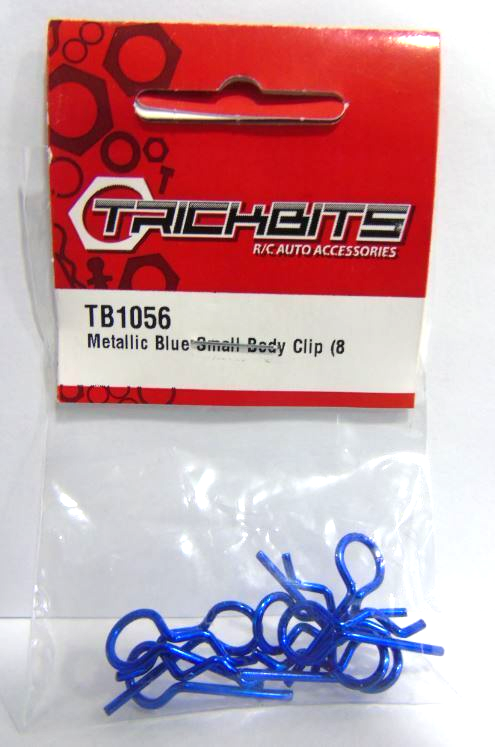 TRICKBITS
R/C AUTO ACCESSORIES
TB1056
Metallic Blue Small Body Clip (8